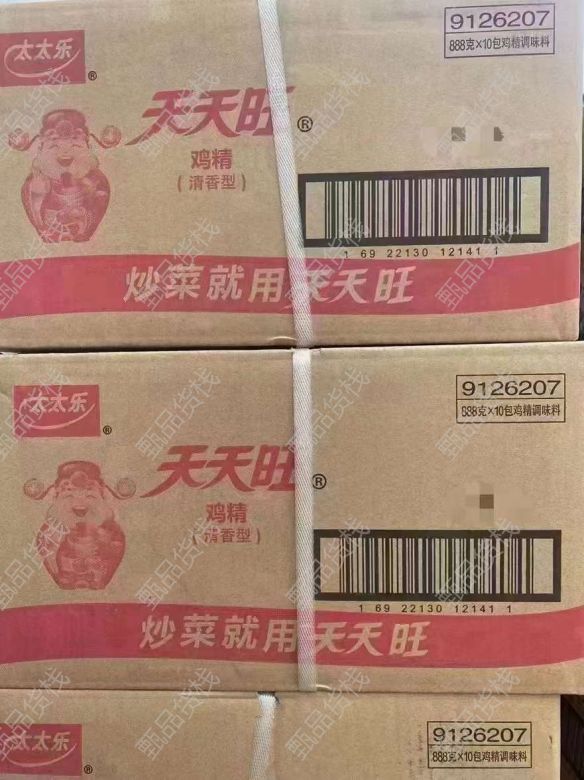 太太乐
®
9126207
888克×10包鸡精调味料
天天旺®
鸡精
(清香型)
1 69 22130 12141 1
炒菜就用天天旺
太太乐
®
9126207
888克×10包鸡精调味料
天天旺®
鸡精
(清香型)
1 69 22130 12141 1
炒菜就用天天旺
太太乐
®
9126207
888克×10包鸡精调味料
甄品货栈